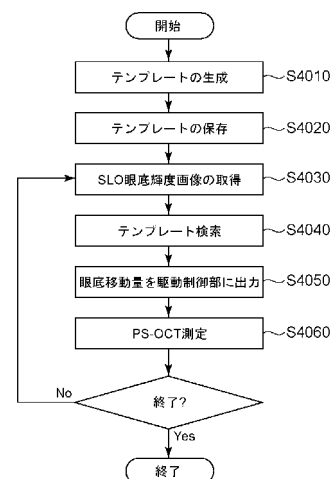 開始
テンプレートの生成 S4010
テンプレートの保存 S4020
SLO眼底輝度画像の取得 S4030
テンプレート検索 S4040
眼底移動量を駆動制御部に出力 S4050
PS-OCT測定 S4060
終了?
No
Yes
終了